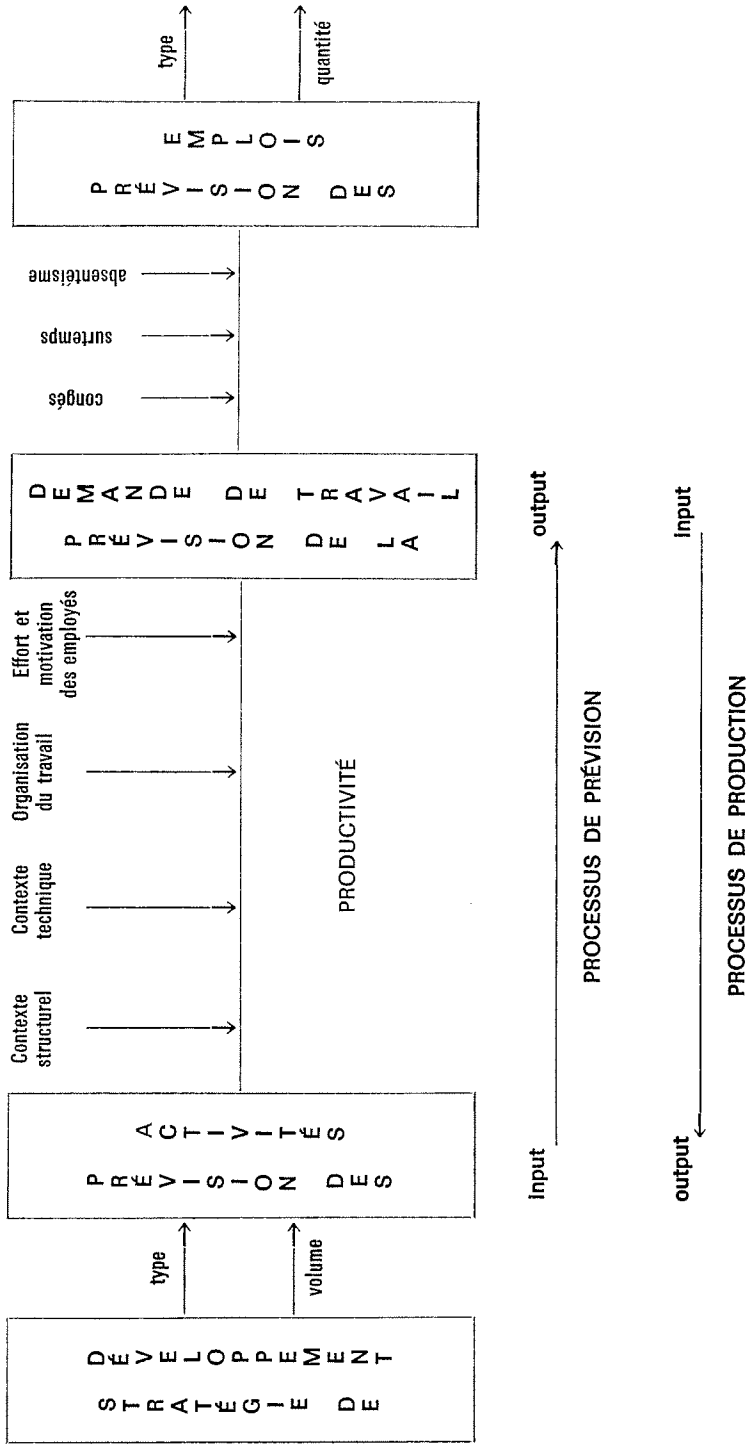 STRATÉGIE DE
DÉVELOPPEMENT
type
volume
PRÉVISION DES
ACTIVITÉS
Contexte
structurel
Contexte
technique
Organisation
du travail
Effort et
motivation
des employés
PRODUCTIVITÉ
PRÉVISION DE LA
DEMANDE DE TRAVAIL
congés
surtemps
absentéisme
PRÉVISION DES
EMPLOIS
type
quantité
Input
output
PROCESSUS DE PRÉVISION
output
Input
PROCESSUS DE PRODUCTION